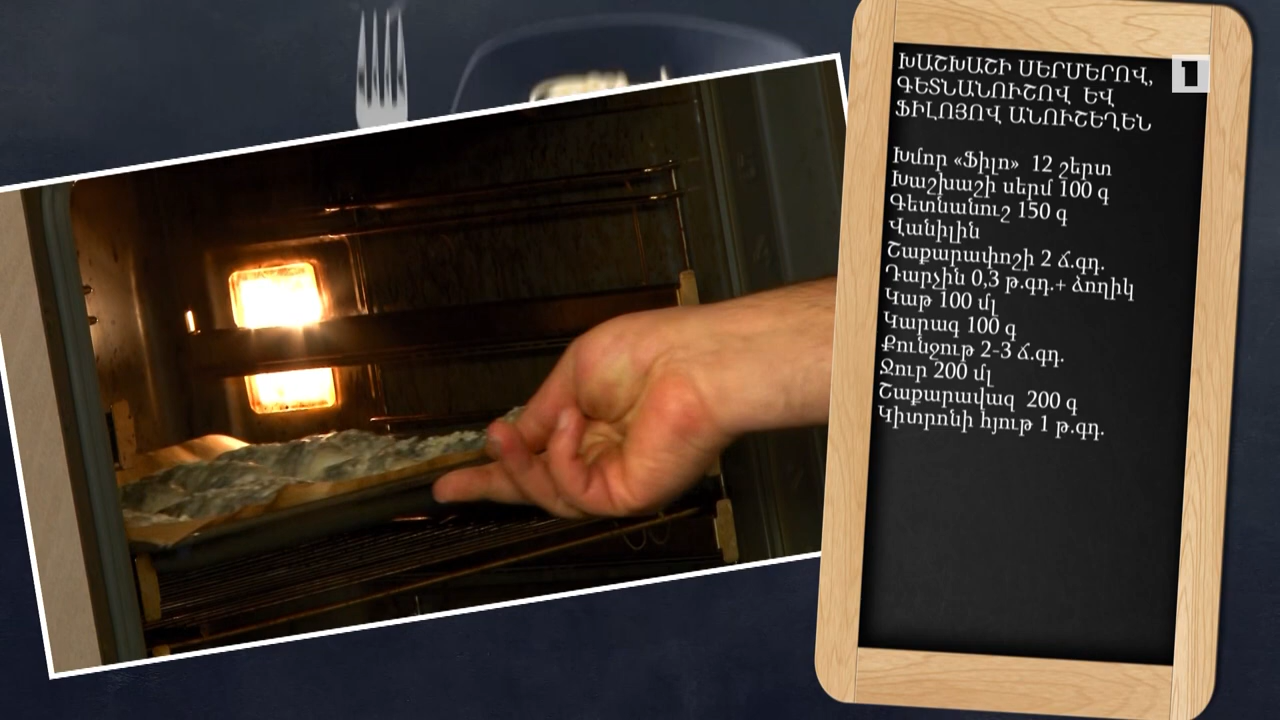 ԽԱՇԽԱՇԻ ՍԵՐՄԵՐՈՎ,
ԳԵՏՆԱՆՈՒՇՈՎ ԵՎ
ՖԻԼՈՅՈՎ ԱՆՈՒՇԵՂԵՆ
Խմոր «Ֆիլո» 12 շերտ
Խաշխաշի սերմ 100 գ
Գետնանուշ 150 գ
Վանիլին
Շաքարափոշի 2 ճ.գդ.
Դարչին 0,3 թ.գդ.+ ձողիկ
Կաթ 100 մլ
Կարագ 100 գ
Քունջութ 2-3 ճ.գդ.
Ջուր 200 մլ
Շաքարավազ 200 գ
Կիտրոնի հյութ 1 թ.գդ.
1